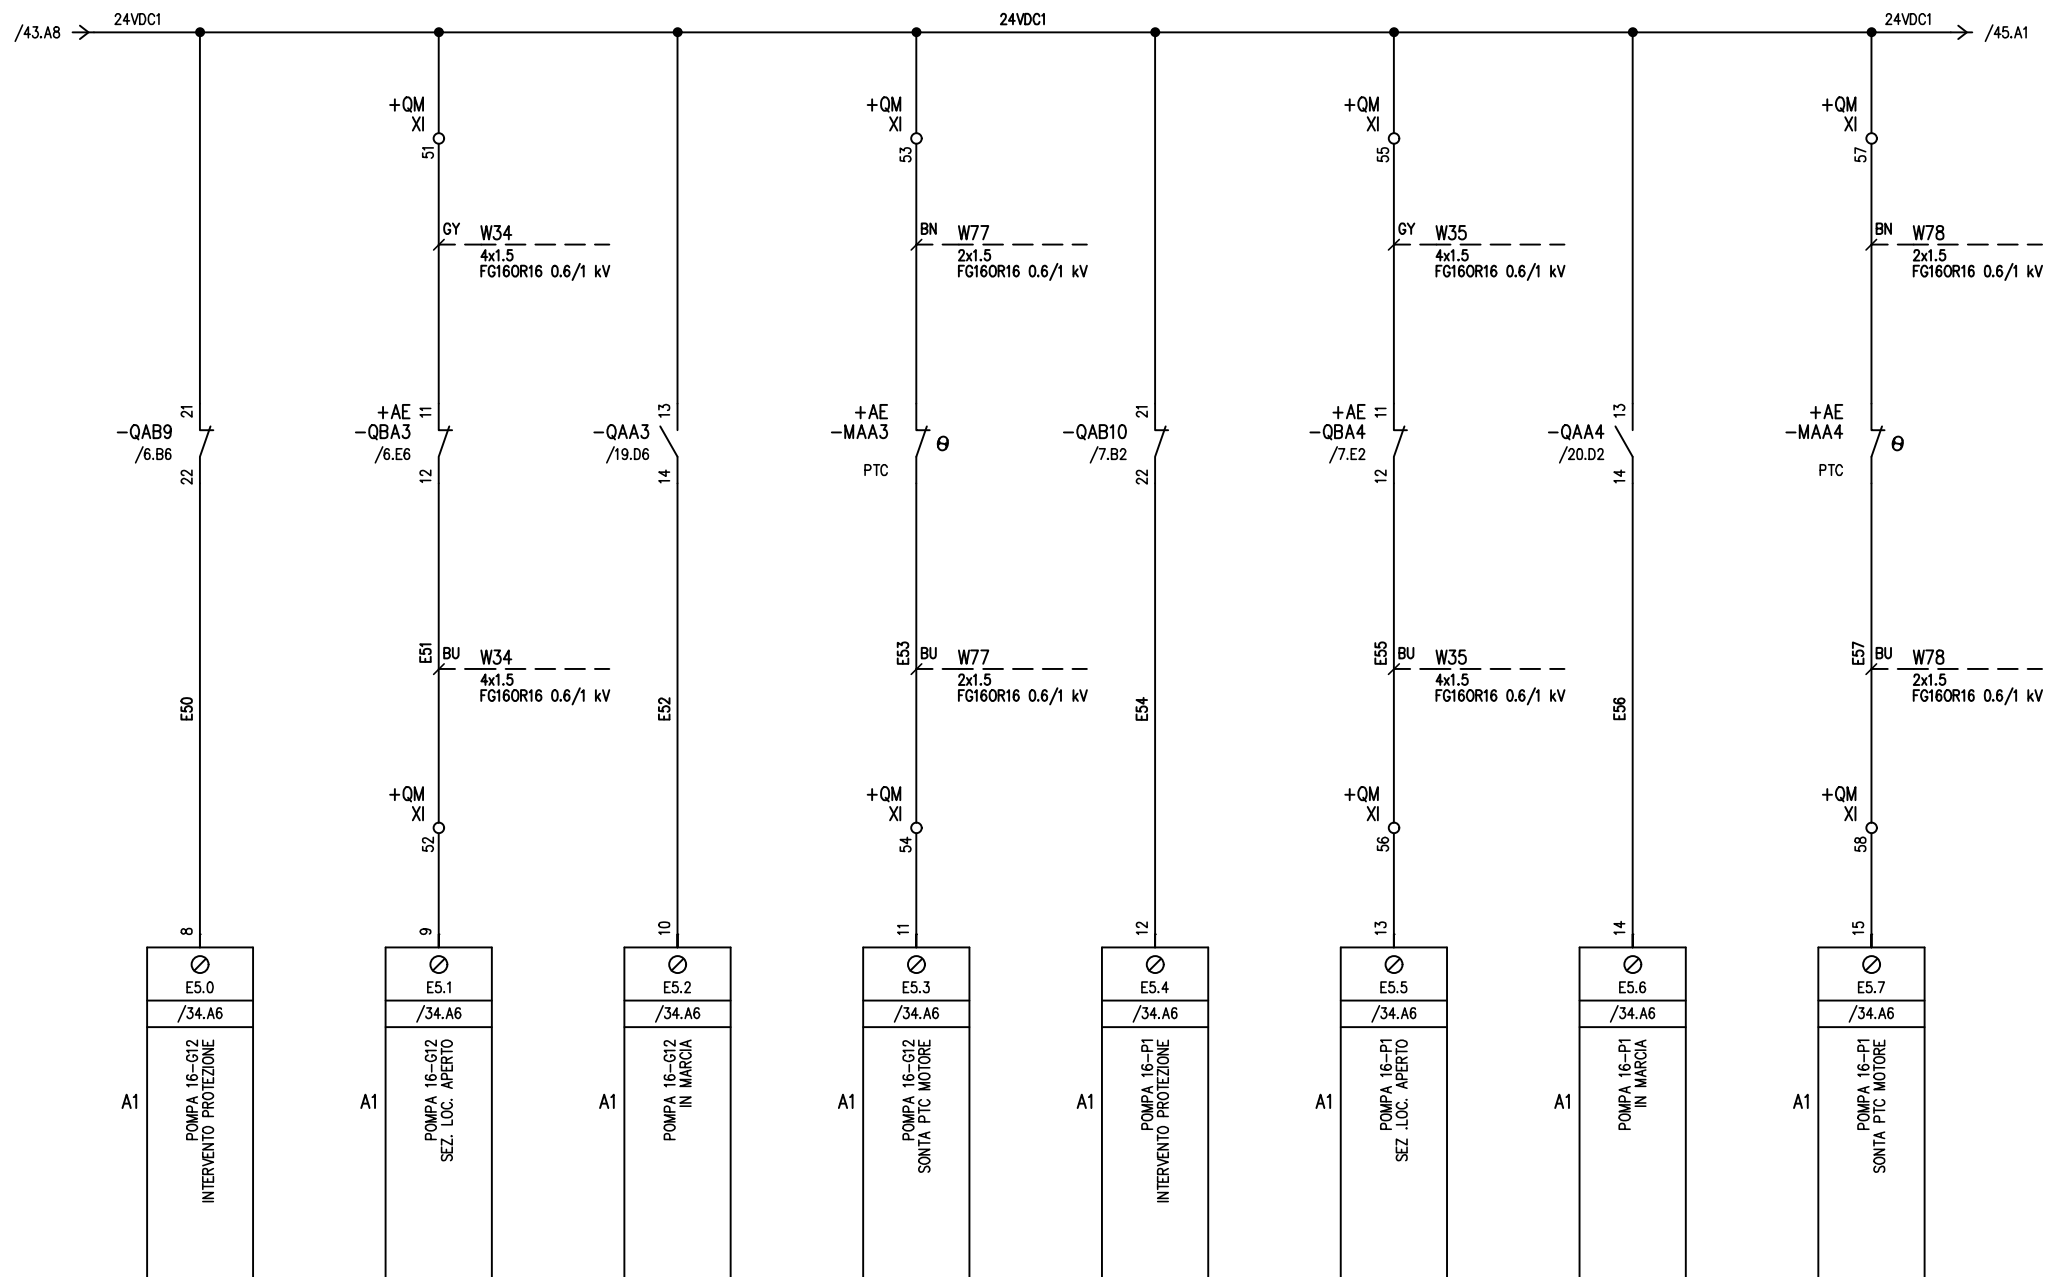 24VDC1
24VDC1
24VDC1
/43.A8
/45.A1
+QM
XI
51
+QM
XI
53
+QM
XI
55
+QM
XI
57
GY
W34
4x1.5
FG16OR16 0.6/1 kV
BN
W77
2x1.5
FG16OR16 0.6/1 kV
GY
W35
4x1.5
FG16OR16 0.6/1 kV
BN
W78
2x1.5
FG16OR16 0.6/1 kV
21
-QAB9
/6.B6
22
+AE
11
-QBA3
/6.E6
12
13
-QAA3
/19.D6
14
+AE
-MAA3
θ
PTC
21
-QAB10
/7.B2
22
+AE
11
-QBA4
/7.E2
12
13
-QAA4
/20.D2
14
+AE
-MAA4
θ
PTC
E51
BU
W34
4x1.5
FG16OR16 0.6/1 kV
E53
BU
W77
2x1.5
FG16OR16 0.6/1 kV
E55
BU
W35
4x1.5
FG16OR16 0.6/1 kV
E57
BU
W78
2x1.5
FG16OR16 0.6/1 kV
E50
E52
E54
E56
+QM
XI
52
+QM
XI
54
+QM
XI
56
+QM
XI
58
8
9
10
11
12
13
14
15
E5.0
E5.1
E5.2
E5.3
E5.4
E5.5
E5.6
E5.7
/34.A6
/34.A6
/34.A6
/34.A6
/34.A6
/34.A6
/34.A6
/34.A6
A1
POMPA 16-G12
INTERVENTO PROTEZIONE
A1
POMPA 16-G12
SEZ. LOC. APERTO
A1
POMPA 16-G12
IN MARCIA
A1
POMPA 16-G12
SONTA PTC MOTORE
A1
POMPA 16-P1
INTERVENTO PROTEZIONE
A1
POMPA 16-P1
SEZ .LOC. APERTO
A1
POMPA 16-P1
IN MARCIA
A1
POMPA 16-P1
SONTA PTC MOTORE